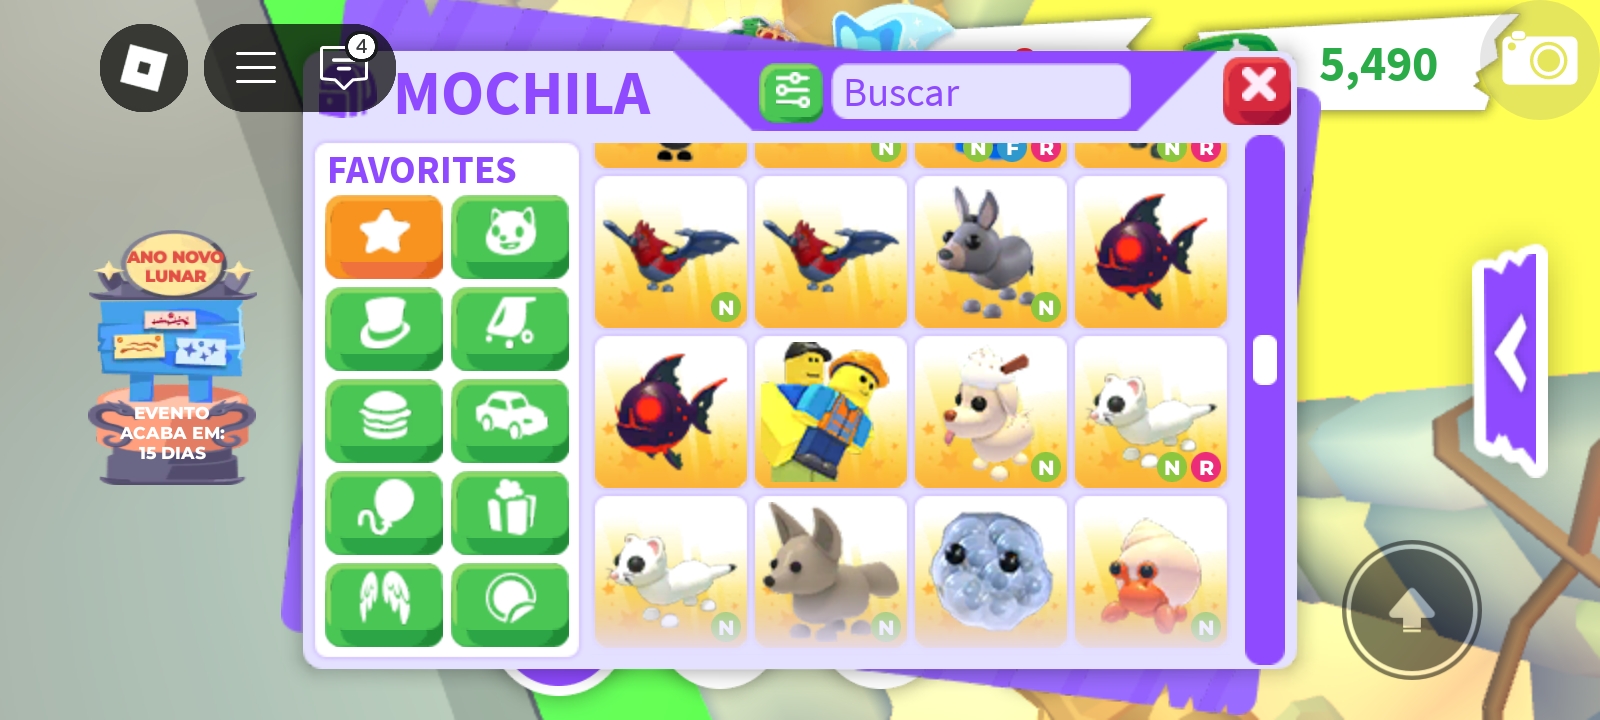 4
MOCHILA
Buscar
5,490
FAVORITES
N
N F R
N R
N
N
N
N R
N
N
N
ANO NOVO
LUNAR
EVENTO
ACABA EM:
15 DIAS